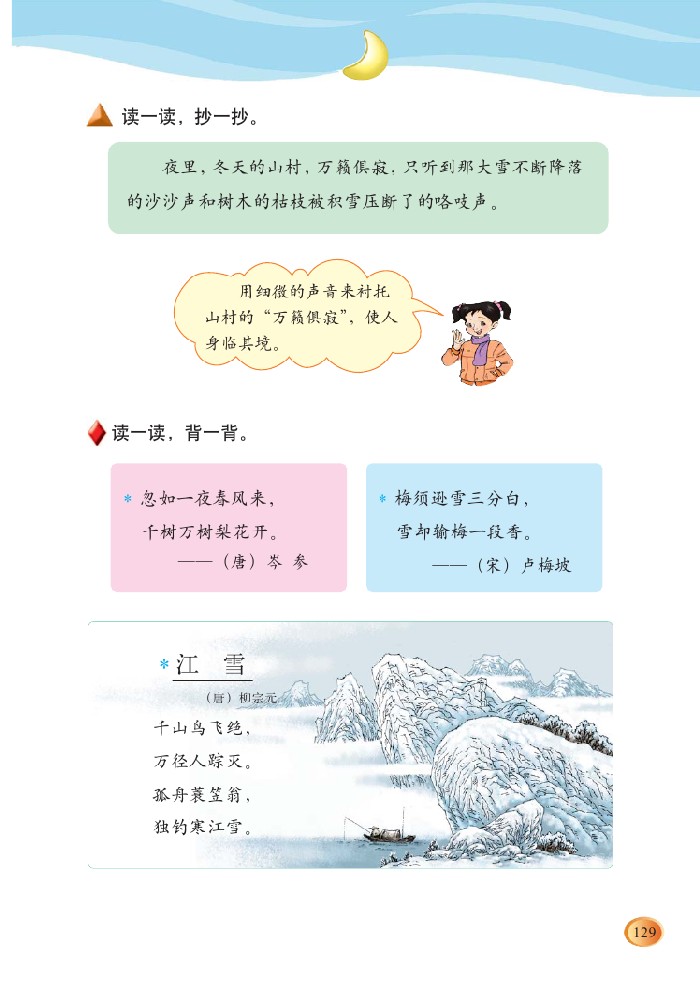 读一读，抄一抄。
夜里，冬天的山村，万籁俱寂，只听到那大雪不断降落
的沙沙声和树木的枯枝被积雪压断了的咯吱声。
用细微的声音来衬托
山村的“万籁俱寂”，使人
身临其境。
读一读，背一背。
* 忽如一夜春风来，
千树万树梨花开。
——（唐）岑 参
* 梅须逊雪三分白，
雪却输梅一段香。
——（宋）卢梅坡
* 江 雪
（唐）柳宗元
千山鸟飞绝，
万径人踪灭。
孤舟蓑笠翁，
独钓寒江雪。
129